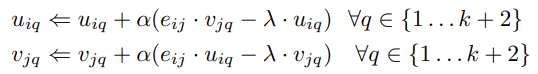 u_{iq} ⇐ u_{iq} + α(e_{ij} · v_{jq} − λ · u_{iq}) ∀q ∈ {1 . . . k + 2}
v_{jq} ⇐ v_{jq} + α(e_{ij} · u_{iq} − λ · v_{jq}) ∀q ∈ {1 . . . k + 2}